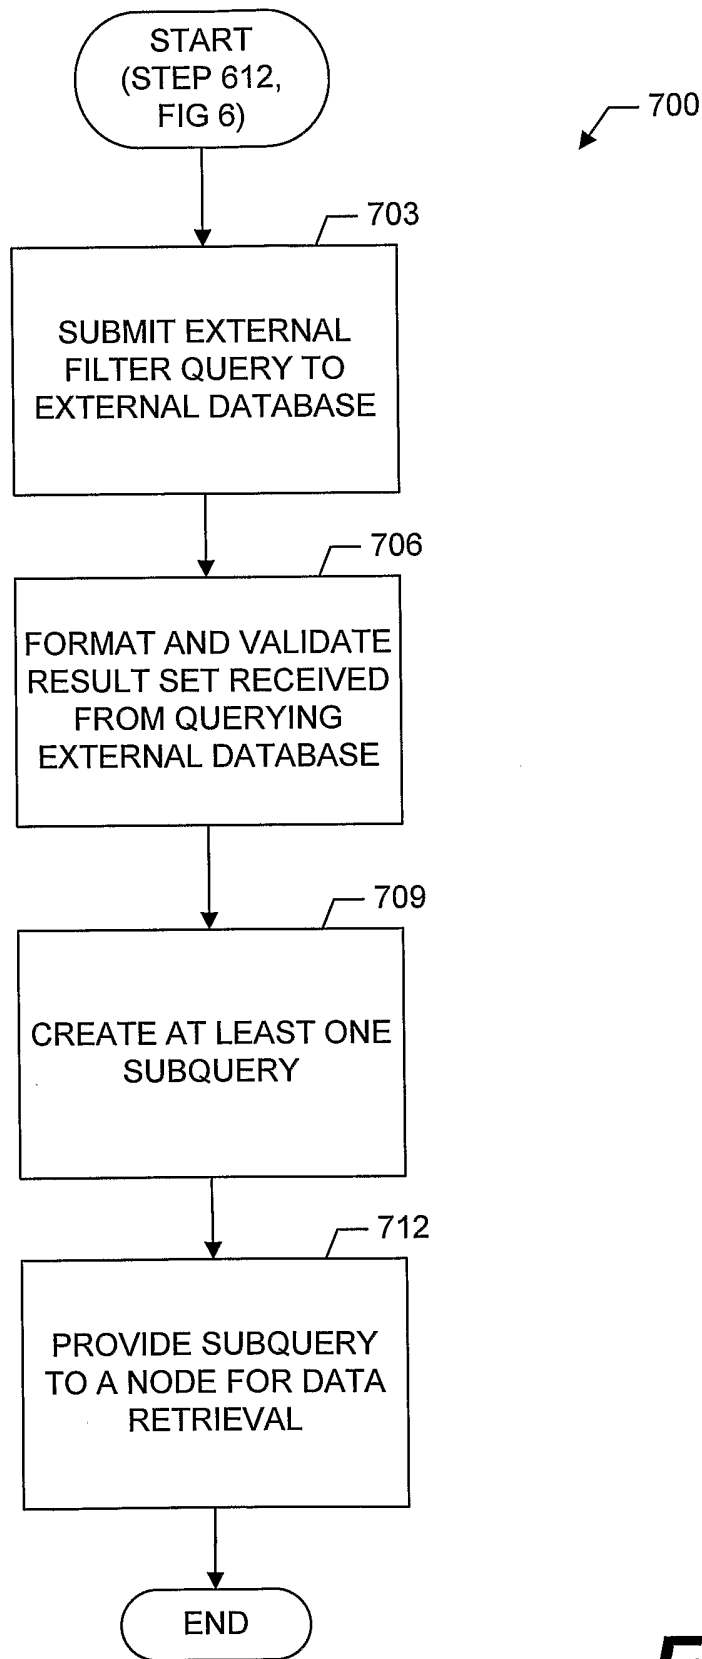 START
(STEP 612,
FIG 6)
700
703
SUBMIT EXTERNAL
FILTER QUERY TO
EXTERNAL DATABASE
706
FORMAT AND VALIDATE
RESULT SET RECEIVED
FROM QUERYING
EXTERNAL DATABASE
709
CREATE AT LEAST ONE
SUBQUERY
712
PROVIDE SUBQUERY
TO A NODE FOR DATA
RETRIEVAL
END